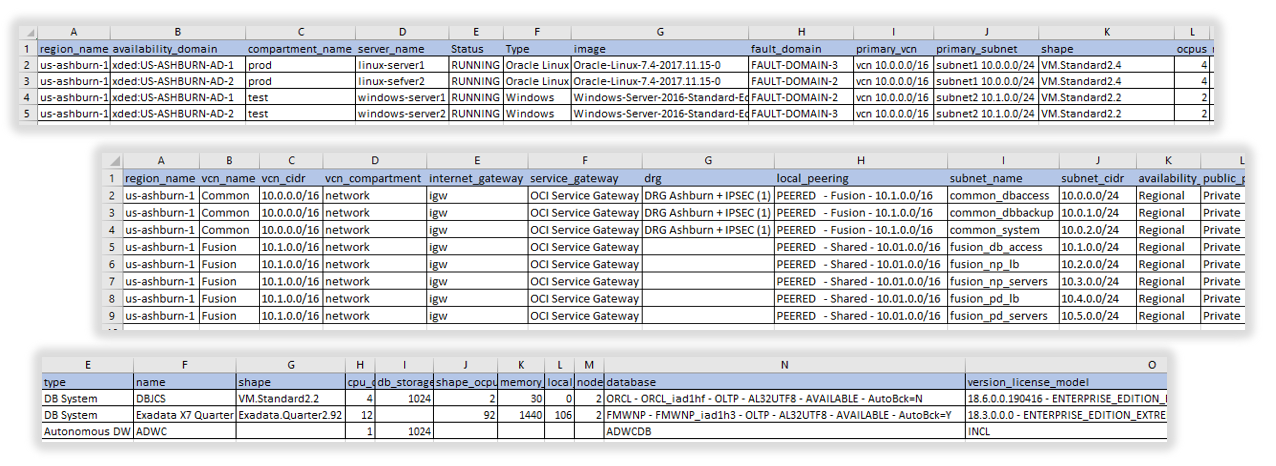 A B C D E F G H I J K L
1 region_name availability_domain compartment_name server_name Status Type image fault_domain primary_vcn primary_subnet shape ocpus
2 us-ashburn-1 xded:US-ASHBURN-AD-1 prod linux-server1 RUNNING Oracle Linux Oracle-Linux-7.4-2017.11.15-0 FAULT-DOMAIN-3 vcn 10.0.0.0/16 subnet1 10.0.0.0/24 VM.Standard2.4 4
3 us-ashburn-1 xded:US-ASHBURN-AD-2 prod linux-sefver2 RUNNING Oracle Linux Oracle-Linux-7.4-2017.11.15-0 FAULT-DOMAIN-2 vcn 10.0.0.0/16 subnet1 10.0.0.0/24 VM.Standard2.4 4
4 us-ashburn-1 xded:US-ASHBURN-AD-1 test windows-server1 RUNNING Windows Windows-Server-2016-Standard-Ed FAULT-DOMAIN-2 vcn 10.0.0.0/16 subnet2 10.1.0.0/24 VM.Standard2.2 2
5 us-ashburn-1 xded:US-ASHBURN-AD-2 test windows-server2 RUNNING Windows Windows-Server-2016-Standard-Ed FAULT-DOMAIN-3 vcn 10.0.0.0/16 subnet2 10.1.0.0/24 VM.Standard2.2 2
A B C D E F G H I J K L
1 region_name vcn_name vcn_cidr vcn_compartment internet_gateway service_gateway drg local_peering subnet_name subnet_cidr availability_ public_p
2 us-ashburn-1 Common 10.0.0.0/16 network igw OCI Service Gateway DRG Ashburn + IPSEC (1) PEERED - Fusion - 10.1.0.0/16 common_dbaccess 10.0.0.0/24 Regional Private
3 us-ashburn-1 Common 10.0.0.0/16 network igw OCI Service Gateway DRG Ashburn + IPSEC (1) PEERED - Fusion - 10.1.0.0/16 common_dbbackup 10.0.1.0/24 Regional Private
4 us-ashburn-1 Common 10.0.0.0/16 network igw OCI Service Gateway DRG Ashburn + IPSEC (1) PEERED - Fusion - 10.1.0.0/16 common_system 10.0.2.0/24 Regional Private
5 us-ashburn-1 Fusion 10.1.0.0/16 network igw OCI Service Gateway PEERED - Shared - 10.01.0.0/16 fusion_db_access 10.1.0.0/24 Regional Private
6 us-ashburn-1 Fusion 10.1.0.0/16 network igw OCI Service Gateway PEERED - Shared - 10.01.0.0/16 fusion_np_lb 10.2.0.0/24 Regional Private
7 us-ashburn-1 Fusion 10.1.0.0/16 network igw OCI Service Gateway PEERED - Shared - 10.01.0.0/16 fusion_np_servers 10.3.0.0/24 Regional Private
8 us-ashburn-1 Fusion 10.1.0.0/16 network igw OCI Service Gateway PEERED - Shared - 10.01.0.0/16 fusion_pd_lb 10.4.0.0/24 Regional Private
9 us-ashburn-1 Fusion 10.1.0.0/16 network igw OCI Service Gateway PEERED - Shared - 10.01.0.0/16 fusion_pd_servers 10.5.0.0/24 Regional Private
E F G H I J K L M N O
type name shape cpu_c db_storage shape_ocpu memory_ local node database version_license_model
DB System DBJCS VM.Standard2.2 4 1024 2 30 0 2 ORCL - ORCL_iad1hf - OLTP - AL32UTF8 - AVAILABLE - AutoBck=N 18.6.0.0.190416 - ENTERPRISE_EDITION_
DB System Exadata X7 Quarter Exadata.Quarter2.92 12 92 1440 106 2 FMWNP - FMWNP_iad1h3 - OLTP - AL32UTF8 - AVAILABLE - AutoBck=Y 18.3.0.0.0 - ENTERPRISE_EDITION_EXTRE
Autonomous DW ADWC 1 1024 ADWCDB INCL